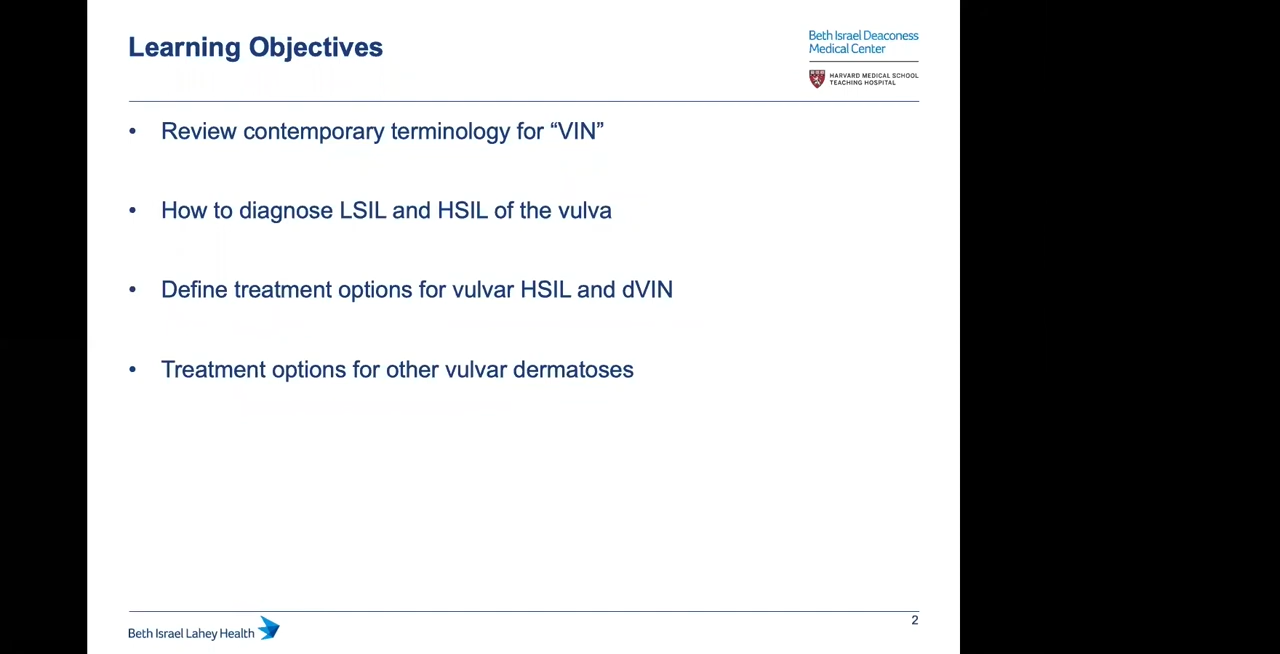 Learning Objectives
Beth Israel Deaconess
Medical Center
HARVARD MEDICAL SCHOOL
TEACHING HOSPITAL
• Review contemporary terminology for “VIN”
• How to diagnose LSIL and HSIL of the vulva
• Define treatment options for vulvar HSIL and dVIN
• Treatment options for other vulvar dermatoses
Beth Israel Lahey Health
2